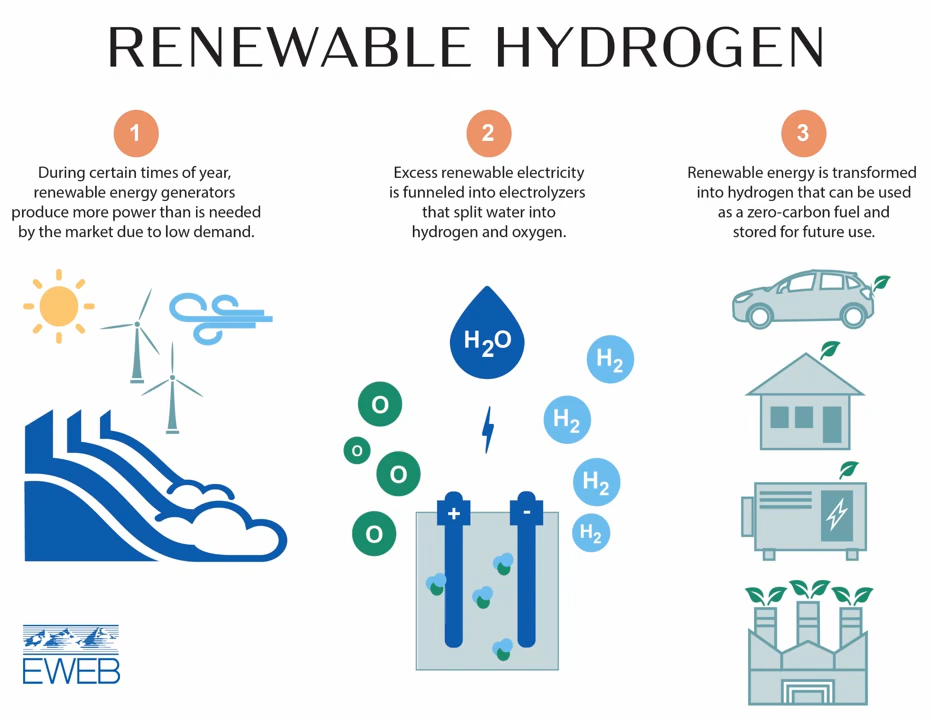 RENEWABLE HYDROGEN
1
During certain times of year,
renewable energy generators
produce more power than is needed
by the market due to low demand.
2
Excess renewable electricity
is funneled into electrolyzers
that split water into
hydrogen and oxygen.
3
Renewable energy is transformed
into hydrogen that can be used
as a zero-carbon fuel and
stored for future use.
H₂O
O
O
O
O
H₂
H₂
H₂
H₂
+
-
EWEB